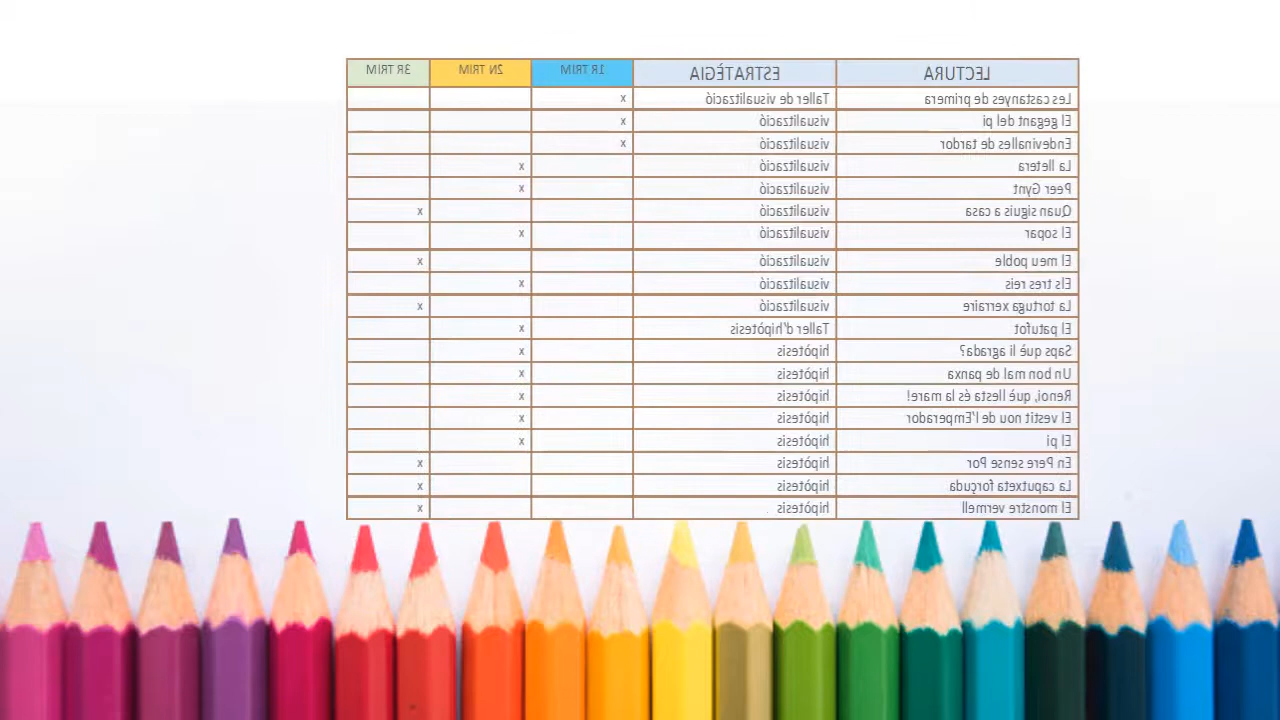 LECTURA ESTRATÈGIA 1R TRIM 2N TRIM 3R TRIM
Les castanyes de primera Taller de visualització x
El gegant del pi visualització x
Endevinalles de tardor visualització x
La lletera visualització x
Peer Gynt visualització x
Quan siguis a casa visualització x
El sopar visualització x
El meu poble visualització x
Els tres reis visualització x
La tortuga xerraire visualització x
El patufot Taller d'hipòtesis x
Saps què li agrada? hipòtesis x
Un bon mal de panxa hipòtesis x
Renoi, què llesta és la mare! hipòtesis x
El vestit nou de l'Emperador hipòtesis x
El pi hipòtesis x
En Pere sense Por hipòtesis x
La caputxeta forçuda hipòtesis x
El monstre vermell hipòtesis x